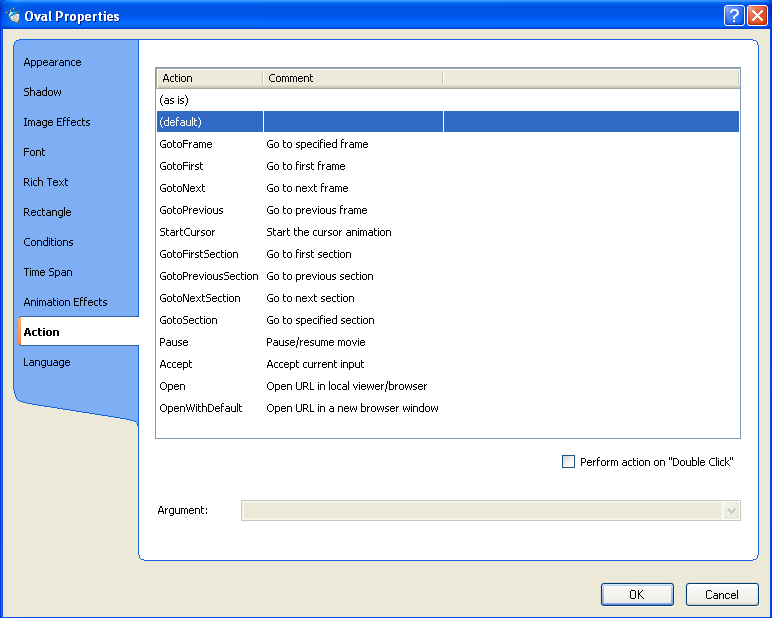 Oval Properties
Appearance
Shadow
Image Effects
Font
Rich Text
Rectangle
Conditions
Time Span
Animation Effects
Action
Language
Action Comment
(as is)
(default)
GotoFrame Go to specified frame
GotoFirst Go to first frame
GotoNext Go to next frame
GotoPrevious Go to previous frame
StartCursor Start the cursor animation
GotoFirstSection Go to first section
GotoPreviousSection Go to previous section
GotoNextSection Go to next section
GotoSection Go to specified section
Pause Pause/resume movie
Accept Accept current input
Open Open URL in local viewer/browser
OpenWithDefault Open URL in a new browser window
Perform action on "Double Click"
Argument:
OK Cancel